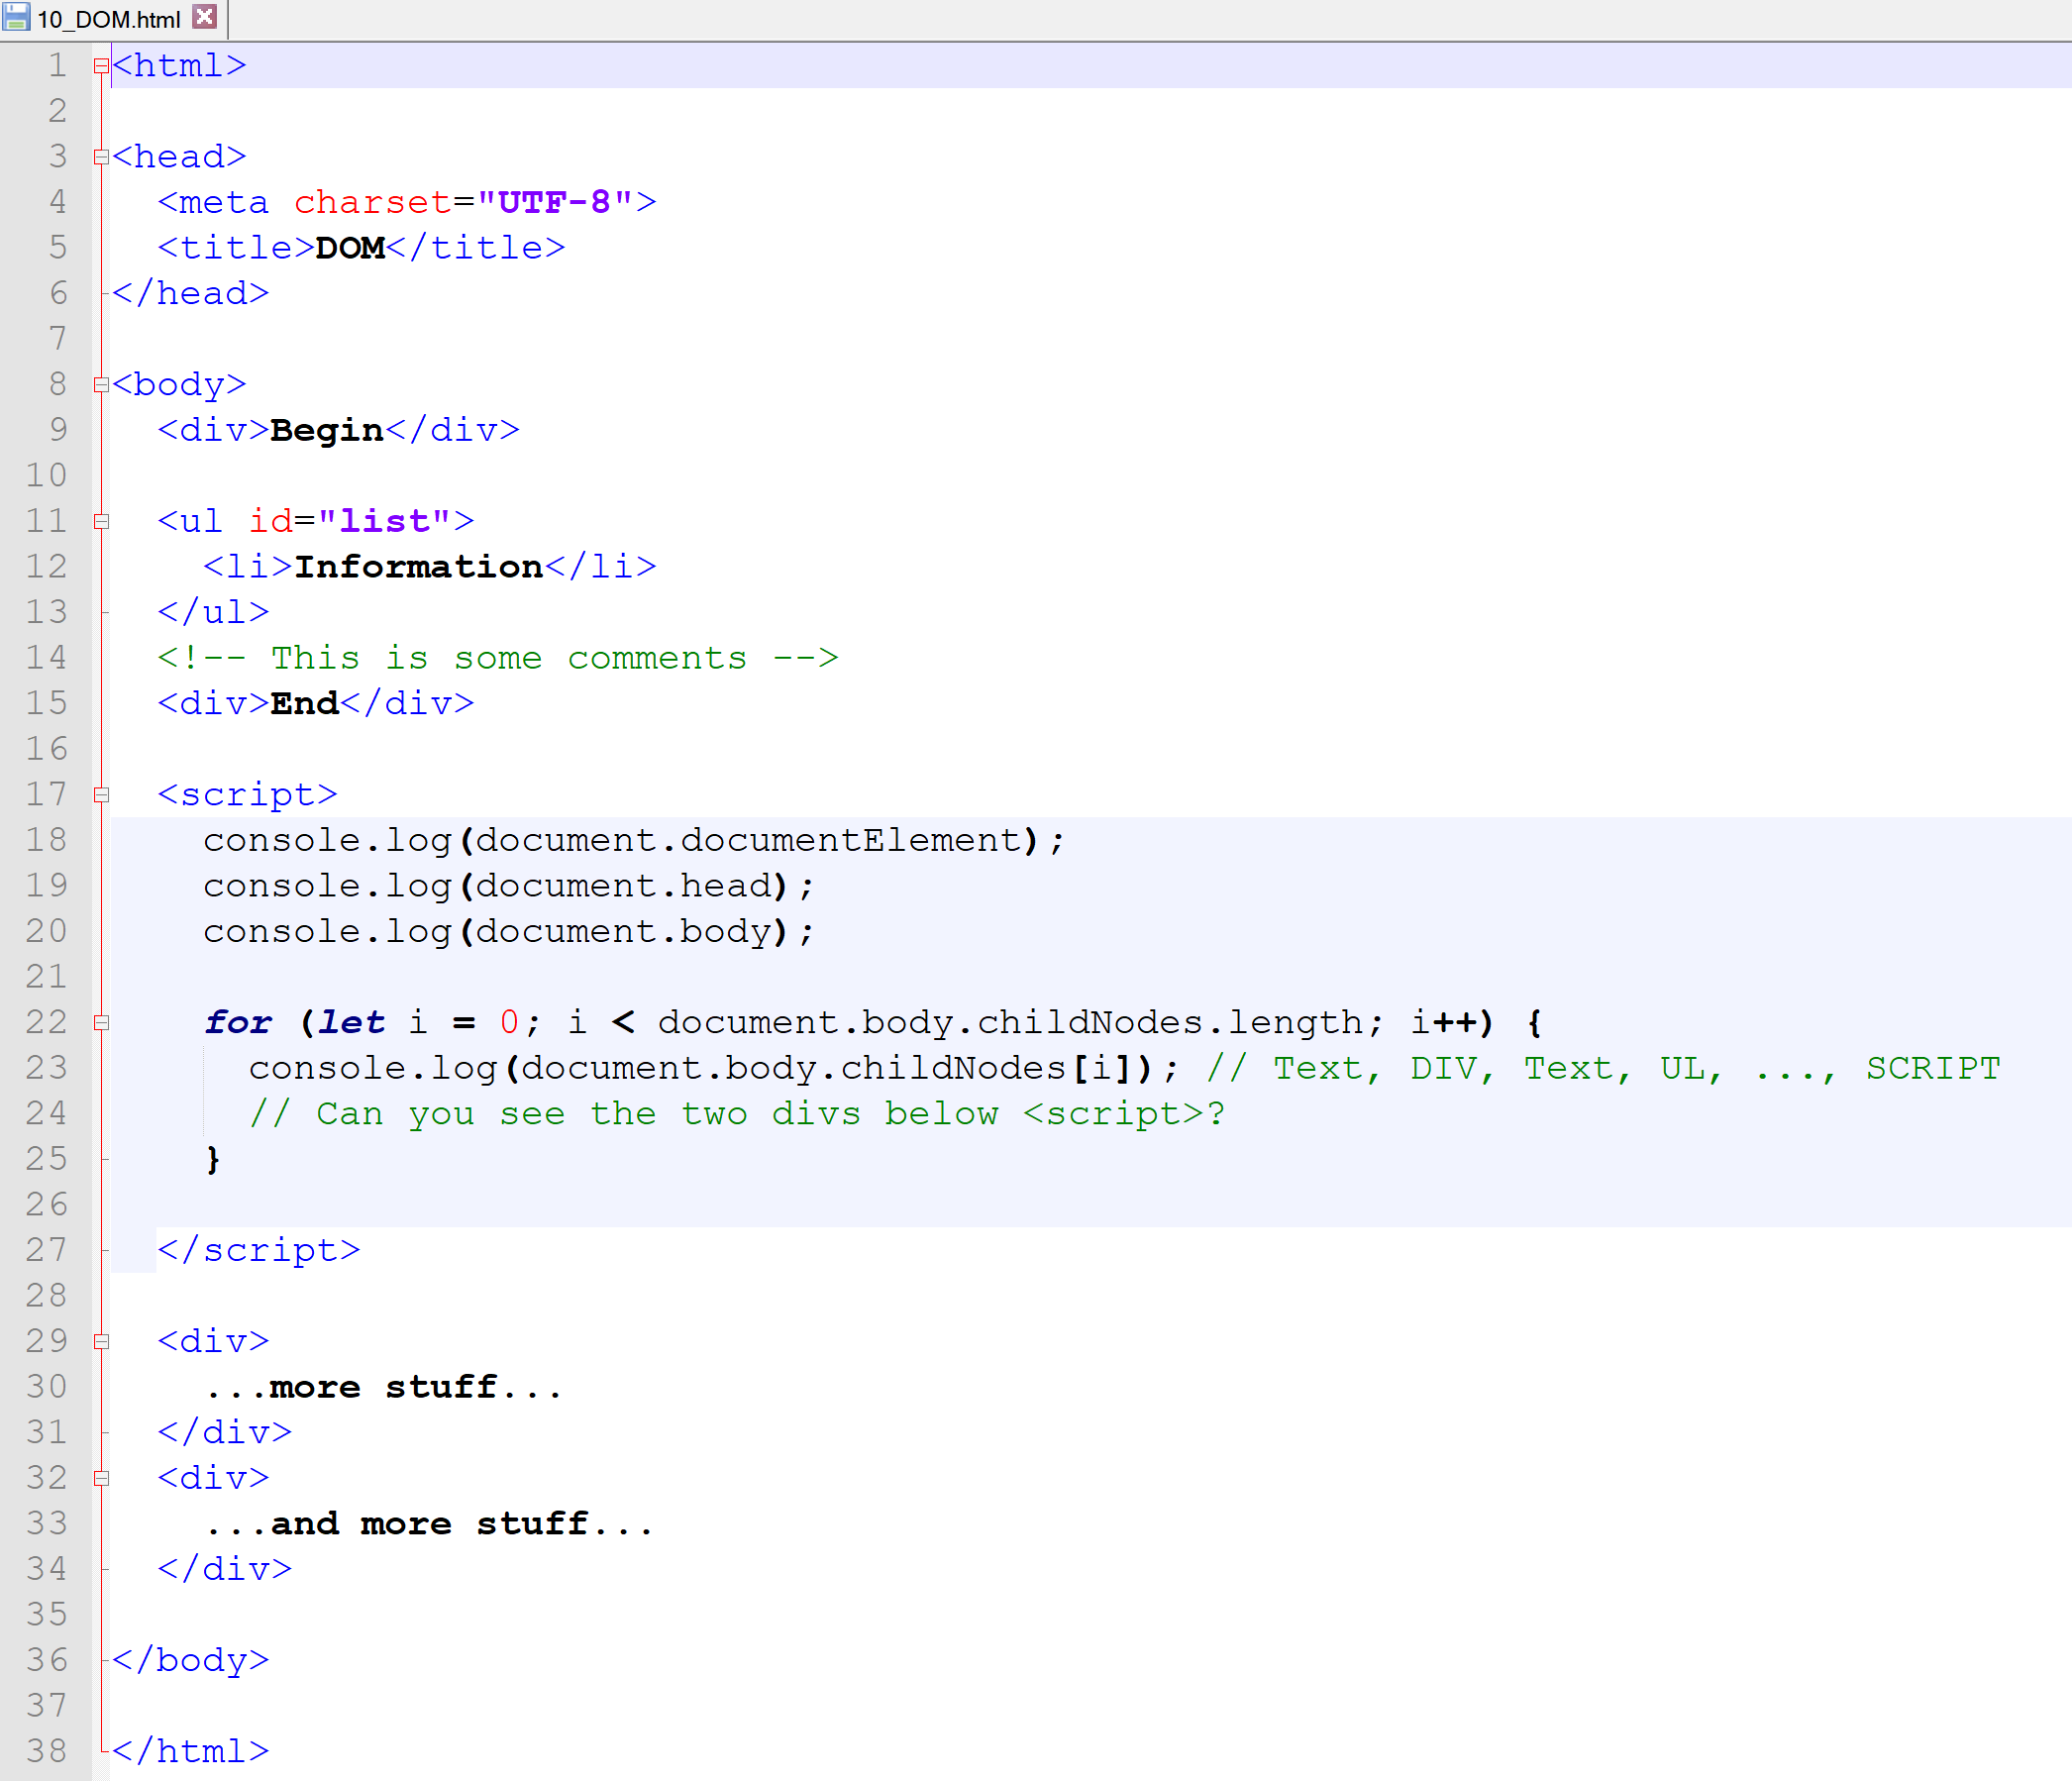 10_DOM.html
1 <html>
2
3 <head>
4   <meta charset="UTF-8">
5   <title>DOM</title>
6 </head>
7
8 <body>
9   <div>Begin</div>
10
11   <ul id="list">
12     <li>Information</li>
13   </ul>
14   <!-- This is some comments -->
15   <div>End</div>
16
17   <script>
18     console.log(document.documentElement);
19     console.log(document.head);
20     console.log(document.body);
21
22     for (let i = 0; i < document.body.childNodes.length; i++) {
23       console.log(document.body.childNodes[i]); // Text, DIV, Text, UL, ..., SCRIPT
24       // Can you see the two divs below <script>?
25     }
26
27   </script>
28
29   <div>
30     ...more stuff...
31   </div>
32   <div>
33     ...and more stuff...
34   </div>
35
36 </body>
37
38 </html>